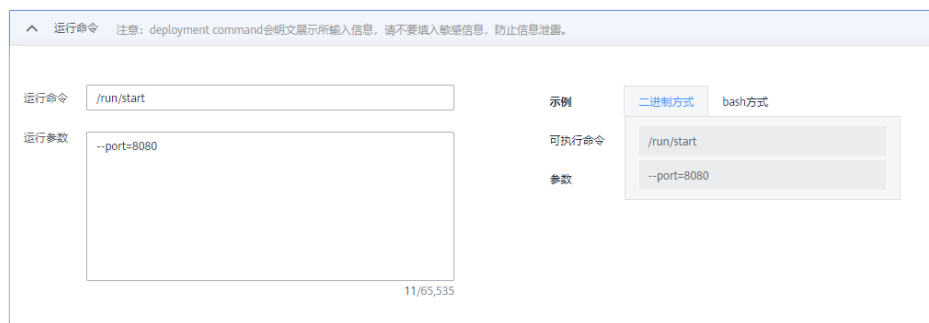 运行命令 注意：deployment command会明文展示所输入信息，请不要填入敏感信息，防止信息泄露。
运行命令 /run/start
示例 二进制方式 bash方式
运行参数 --port=8080
可执行命令 /run/start
参数 --port=8080
11/65,535